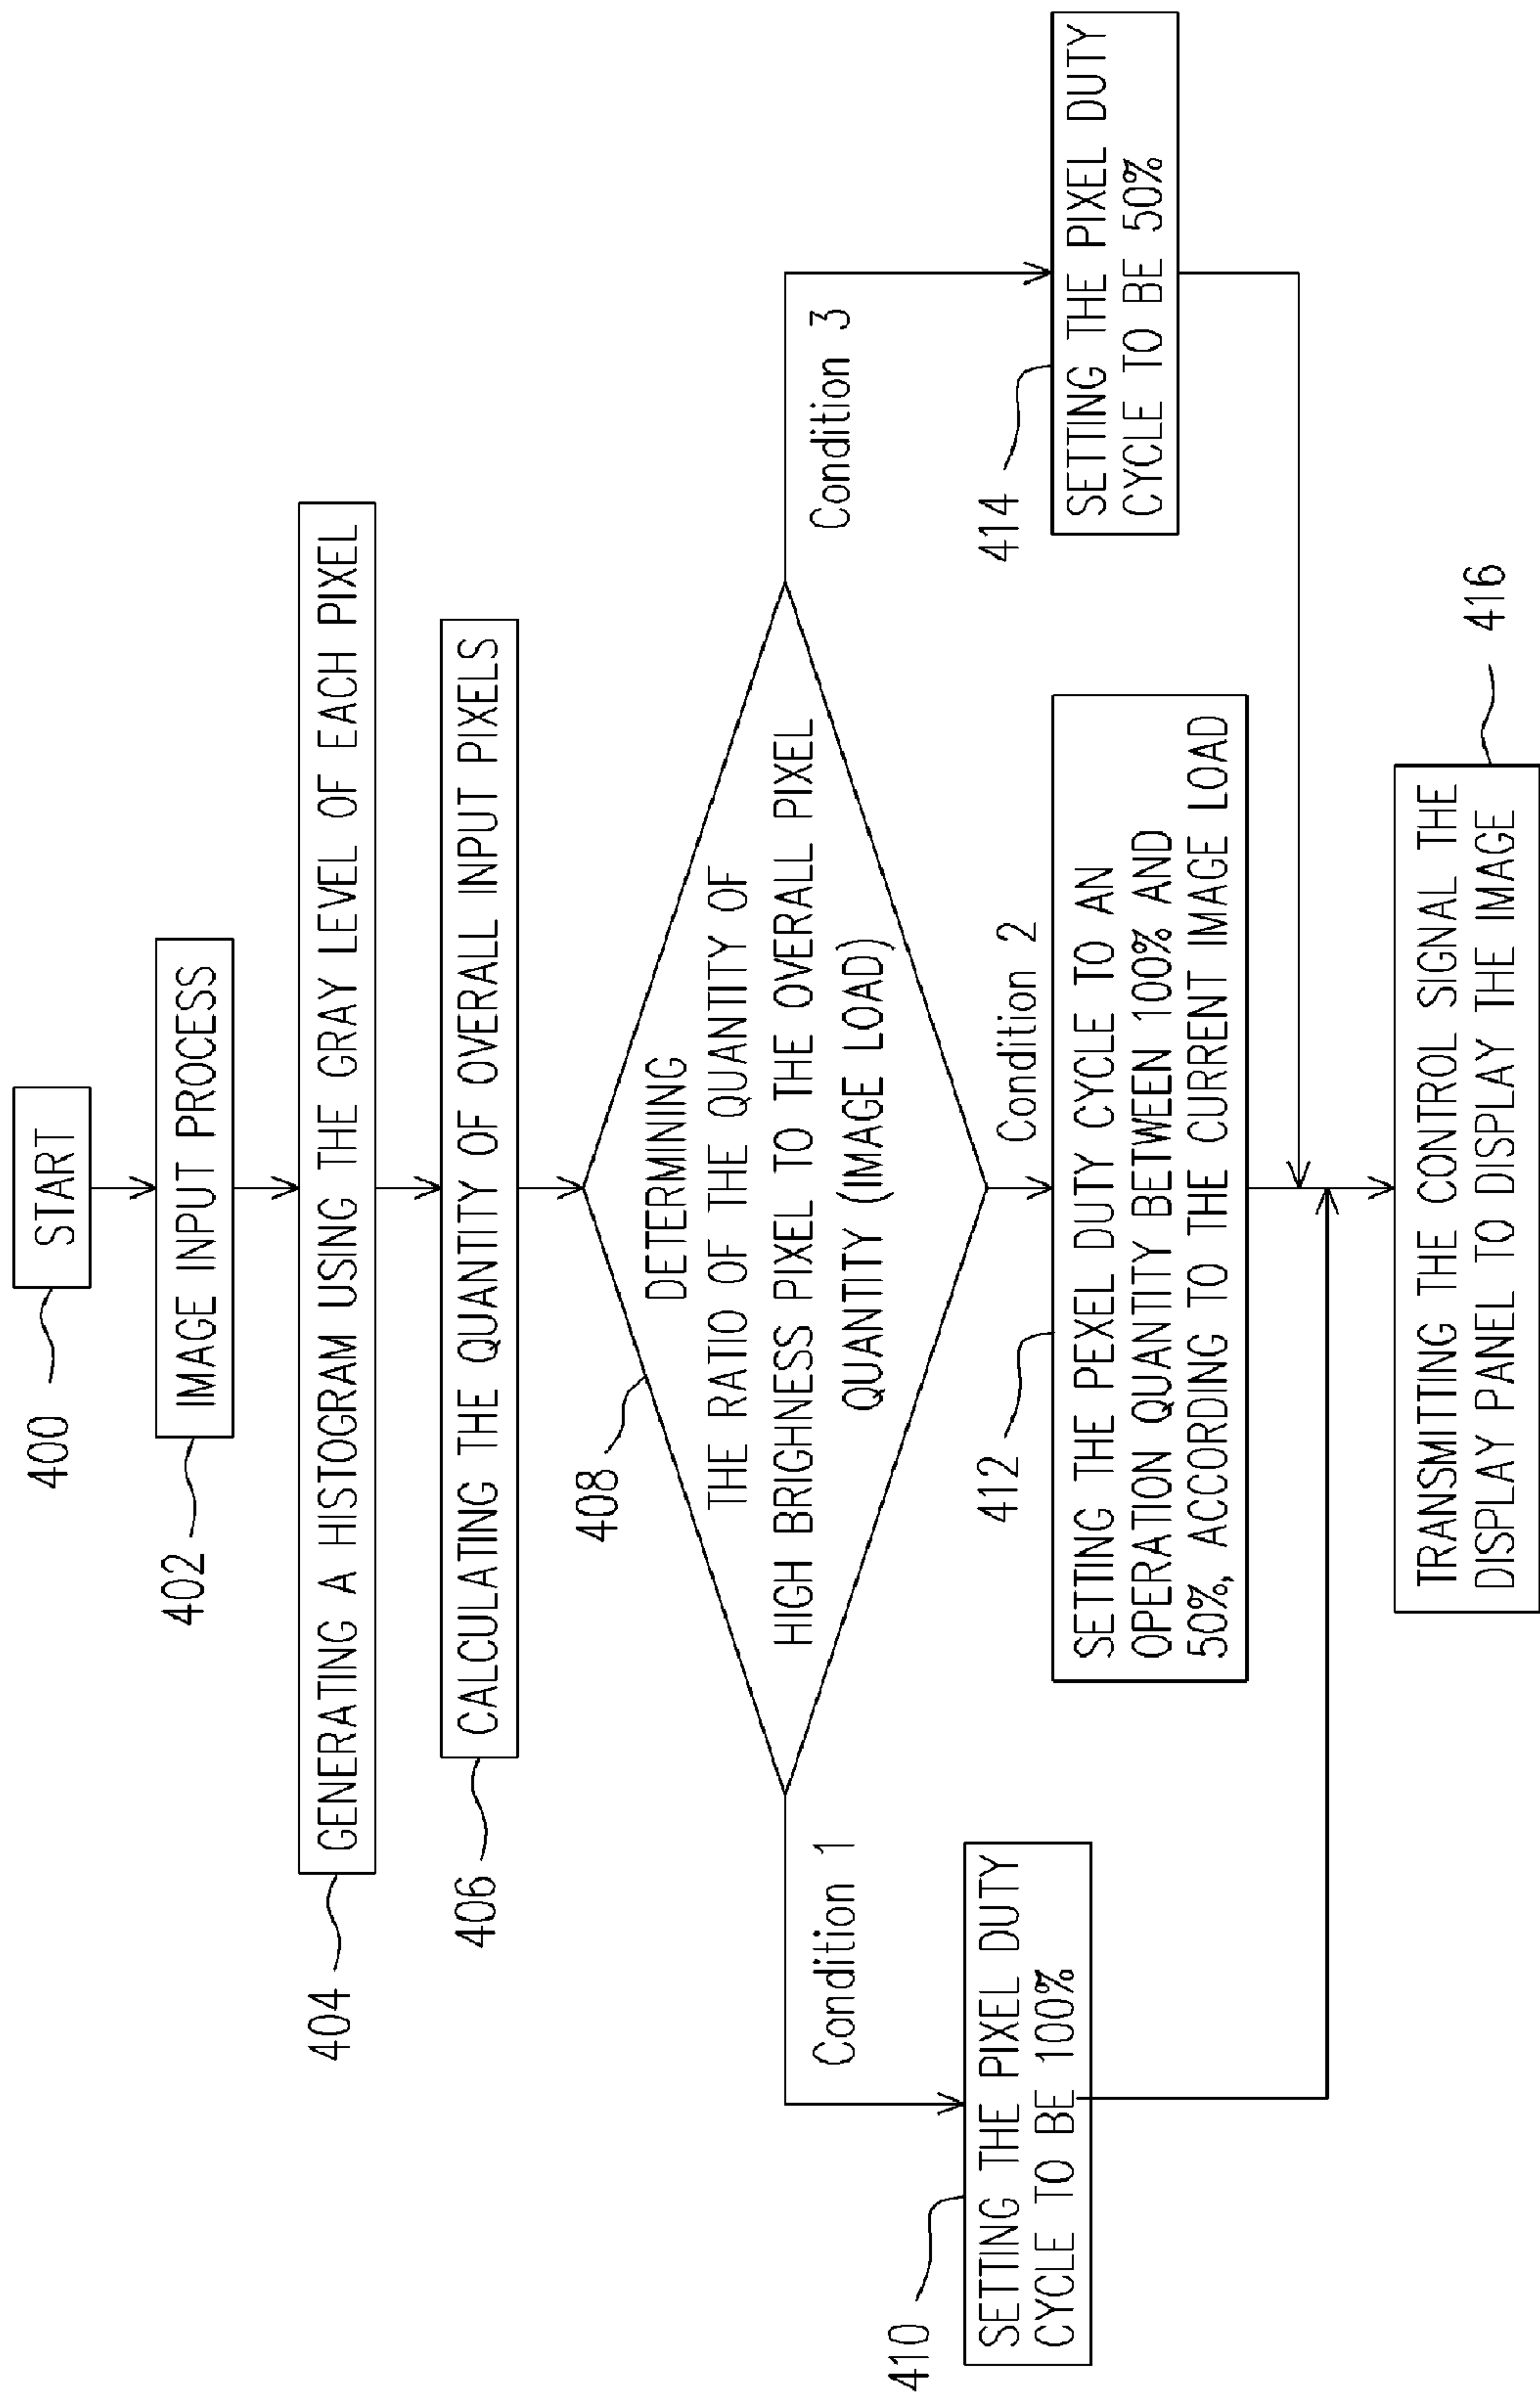 400
START
402
IMAGE INPUT PROCESS
404
GENERATING A HISTOGRAM USING THE GRAY LEVEL OF EACH PIXEL
406
CALCULATING THE QUANTITY OF OVERALL INPUT PIXELS
408
DETERMINING
THE RATIO OF THE QUANTITY OF
HIGH BRIGHNESS PIXEL TO THE OVERALL PIXEL
QUANTITY (IMAGE LOAD)
Condition 1
410
SETTING THE PIXEL DUTY
CYCLE TO BE 100%
Condition 2
412
SETTING THE PEXEL DUTY CYCLE TO AN
OPERATION QUANTITY BETWEEN 100% AND
50%, ACCORDING TO THE CURRENT IMAGE LOAD
Condition 3
414
SETTING THE PIXEL DUTY
CYCLE TO BE 50%
TRANSMITTING THE CONTROL SIGNAL THE
DISPLAY PANEL TO DISPLAY THE IMAGE
416